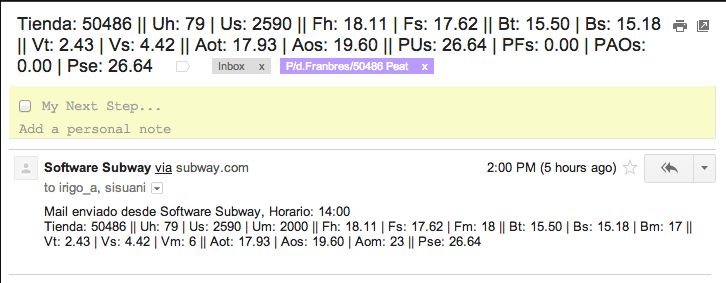 Tienda: 50486 || Uh: 79 | Us: 2590 || Fh: 18.11 | Fs: 17.62 || Bt: 15.50 | Bs: 15.18
|| Vt: 2.43 | Vs: 4.42 || Aot: 17.93 | Aos: 19.60 || PUs: 26.64 | PFs: 0.00 | PAOs:
0.00 | Pse: 26.64 Inbox x P/d.Franbres/50486 Peat x
My Next Step...
Add a personal note
Software Subway via subway.com 2:00 PM (5 hours ago)
to irigo_a, sisuani
Mail enviado desde Software Subway, Horario: 14:00
Tienda: 50486 || Uh: 79 | Us: 2590 | Um: 2000 || Fh: 18.11 | Fs: 17.62 | Fm: 18 || Bt: 15.50 | Bs: 15.18 | Bm: 17 ||
Vt: 2.43 | Vs: 4.42 | Vm: 6 || Aot: 17.93 | Aos: 19.60 | Aom: 23 || Pse: 26.64